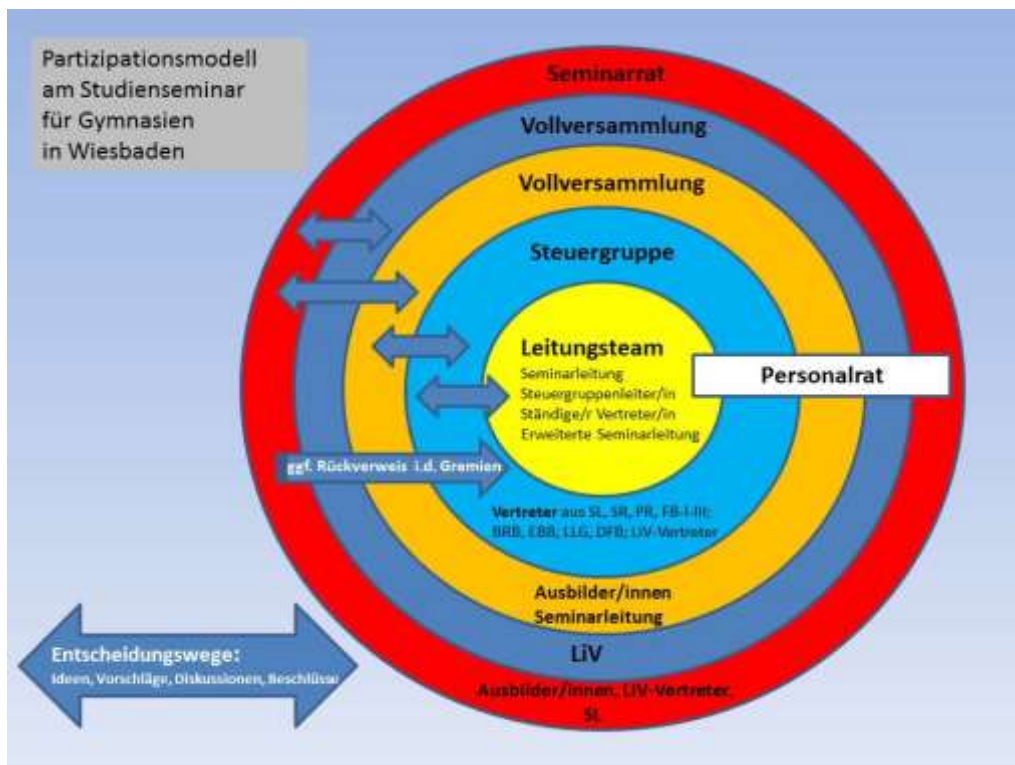 Partizipationsmodell
am Studienseminar
für Gymnasien
in Wiesbaden
Seminarrat
Vollversammlung
Vollversammlung
Steuergruppe
Leitungsteam
Seminarleitung
Steuergruppenleiter/in
Ständige/r Vertreter/in
Erweiterte Seminarleitung
Personalrat
ggf. Rückverweis i.d. Gremien
Vertreter aus SL, SR, PR, FB-I-III;
BRB, EBB, LLG, DFB; LiV-Vertreter
Ausbilder/innen
Seminarleitung
LiV
Ausbilder/innen, LiV-Vertreter,
SL
Entscheidungswege:
Ideen, Vorschläge, Diskussionen, Beschlüsse